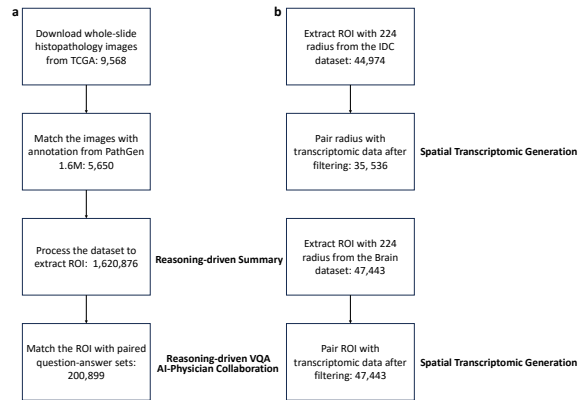 a
Download whole-slide
histopathology images
from TCGA: 9,568
Match the images with
annotation from PathGen
1.6M: 5,650
Process the dataset to
extract ROI: 1,620,876
Reasoning-driven Summary
Match the ROI with paired
question-answer sets:
200,899
Reasoning-driven VQA
AI-Physician Collaboration
b
Extract ROI with 224
radius from the IDC
dataset: 44,974
Pair radius with
transcriptomic data after
filtering: 35, 536
Spatial Transcriptomic Generation
Extract ROI with 224
radius from the Brain
dataset: 47,443
Pair ROI with
transcriptomic data after
filtering: 47,443
Spatial Transcriptomic Generation